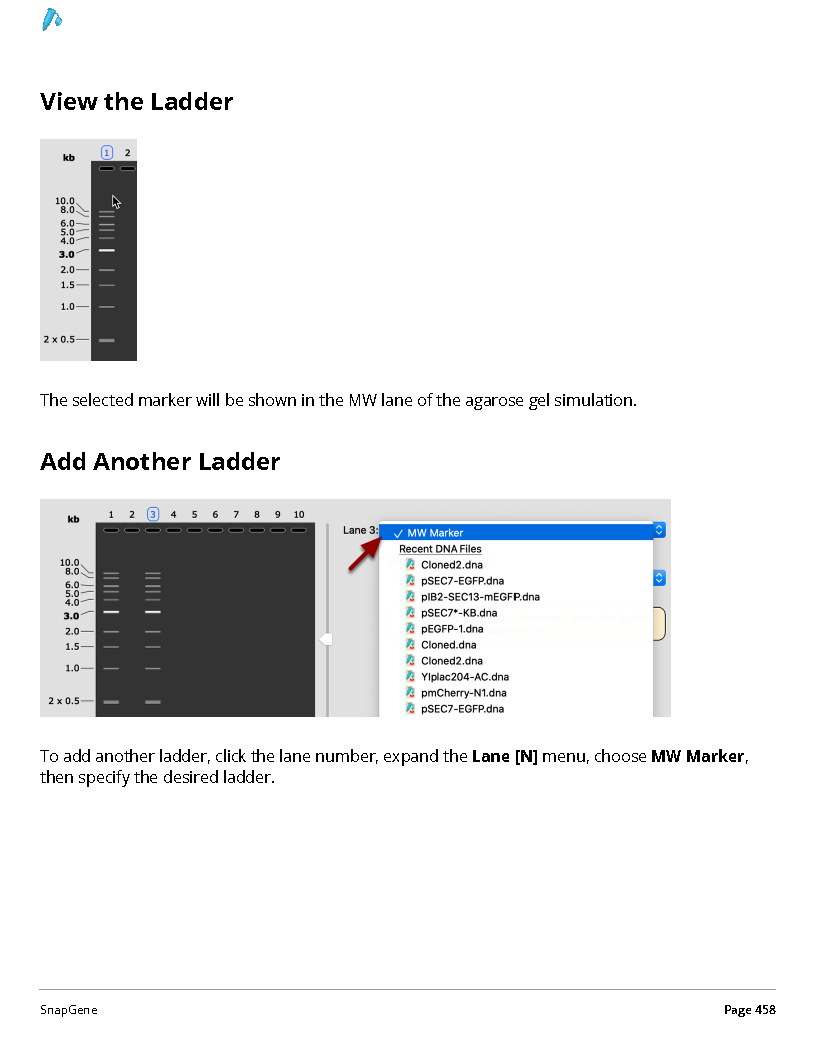 View the Ladder
kb
1 2
10.0
8.0
6.0
5.0
4.0
3.0
2.0
1.5
1.0
2 x 0.5
The selected marker will be shown in the MW lane of the agarose gel simulation.
Add Another Ladder
kb
1 2 3 4 5 6 7 8 9 10
10.0
8.0
6.0
5.0
4.0
3.0
2.0
1.5
1.0
2 x 0.5
Lane 3:
✓ MW Marker
Recent DNA Files
Cloned2.dna
pSEC7-EGFP.dna
pIB2-SEC13-mEGFP.dna
pSEC7*-KB.dna
pEGFP-1.dna
Cloned.dna
Cloned2.dna
YIplac204-AC.dna
pmCherry-N1.dna
pSEC7-EGFP.dna
To add another ladder, click the lane number, expand the Lane [N] menu, choose MW Marker,
then specify the desired ladder.
SnapGene
Page 458